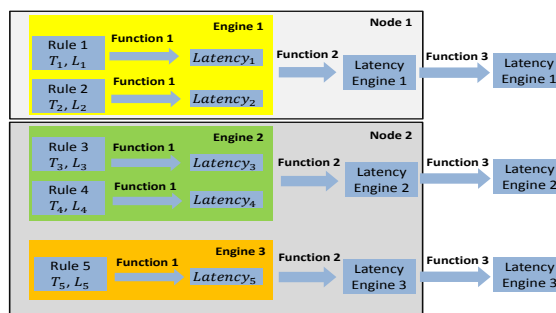 Engine 1
Node 1
Rule 1
T₁, L₁
Function 1
Latency₁
Function 2
Latency
Engine 1
Function 3
Latency
Engine 1
Rule 2
T₂, L₂
Function 1
Latency₂
Engine 2
Node 2
Rule 3
T₃, L₃
Function 1
Latency₃
Function 2
Latency
Engine 2
Function 3
Latency
Engine 2
Rule 4
T₄, L₄
Function 1
Latency₄
Engine 3
Rule 5
T₅, L₅
Function 1
Latency₅
Function 2
Latency
Engine 3
Function 3
Latency
Engine 3